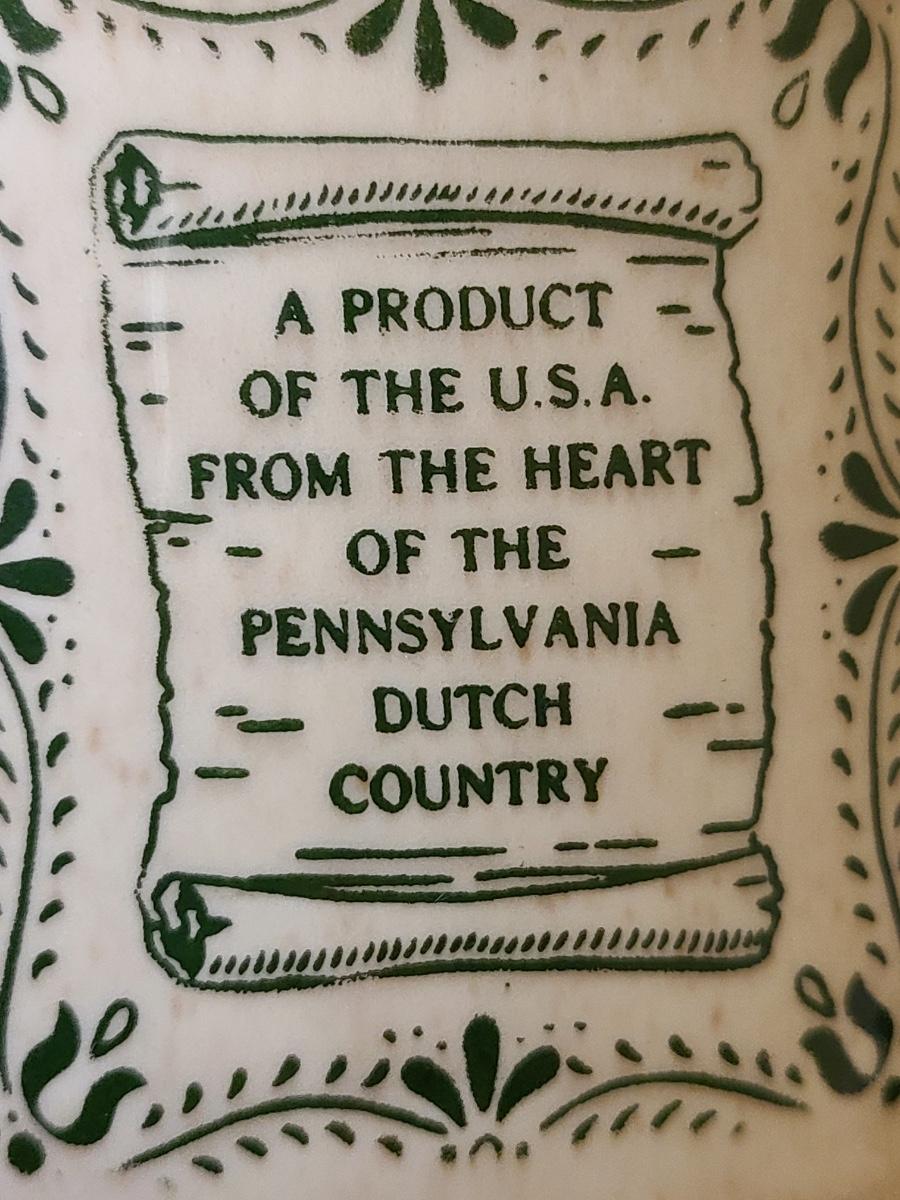 A PRODUCT
OF THE U.S.A.
FROM THE HEART
OF THE
PENNSYLVANIA
DUTCH
COUNTRY